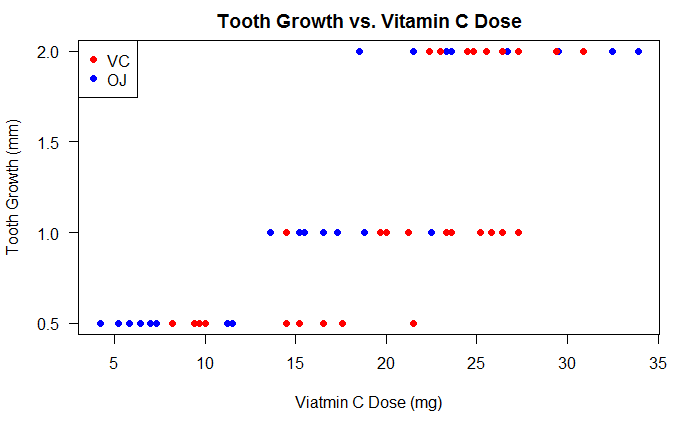 Tooth Growth vs. Vitamin C Dose
VC
OJ
2.0
1.5
1.0
0.5
Tooth Growth (mm)
5 10 15 20 25 30 35
Viatmin C Dose (mg)